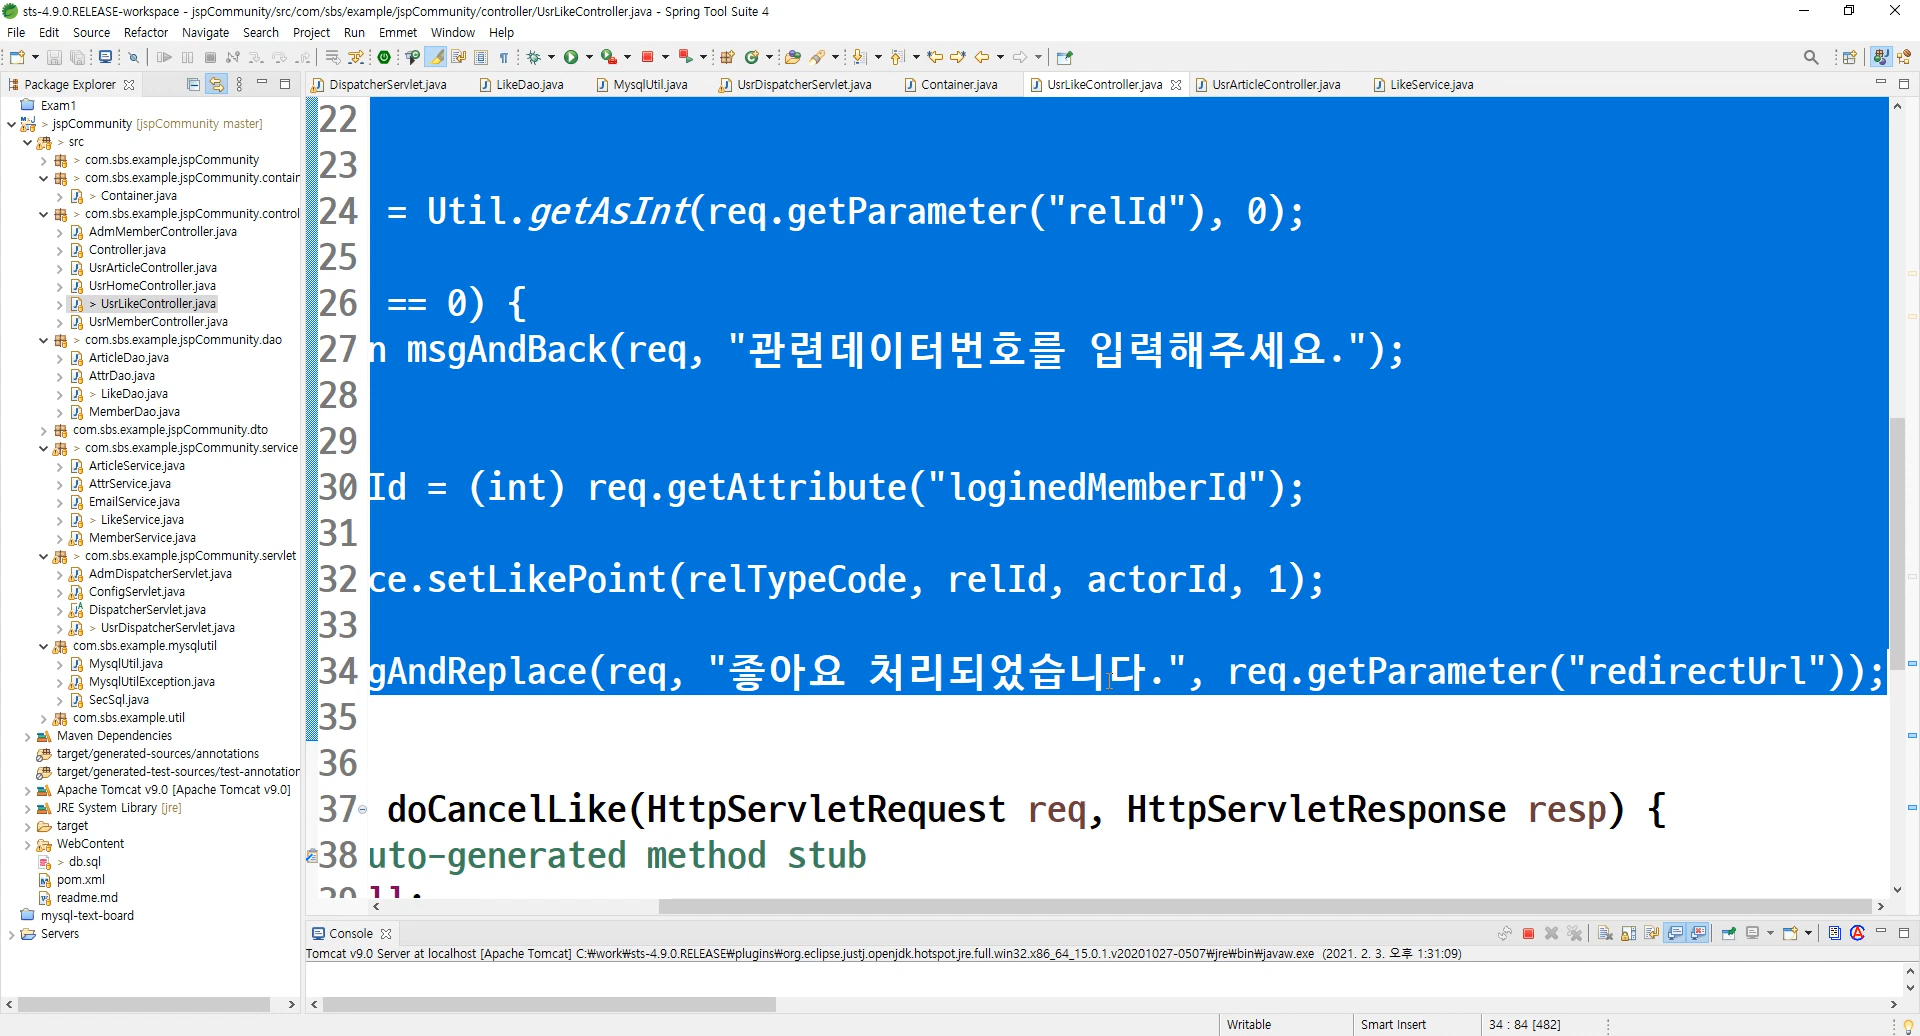 sts-4.9.0.RELEASE-workspace - jspCommunity/src/com/sbs/example/jspCommunity/controller/UsrLikeController.java - Spring Tool Suite 4
File Edit Source Refactor Navigate Search Project Run Emmet Window Help
Package Explorer
DispatcherServlet.java LikeDao.java MysqlUtil.java UsrDispatcherServlet.java Container.java UsrLikeController.java UsrArticleController.java LikeService.java
Exam1
> jspCommunity [jspCommunity master]
> src
> com.sbs.example.jspCommunity
> com.sbs.example.jspCommunity.contair
> Container.java
> com.sbs.example.jspCommunity.control
AdmMemberController.java
Controller.java
UsrArticleController.java
UsrHomeController.java
> UsrLikeController.java
UsrMemberController.java
> com.sbs.example.jspCommunity.dao
ArticleDao.java
AttrDao.java
> LikeDao.java
MemberDao.java
com.sbs.example.jspCommunity.dto
> com.sbs.example.jspCommunity.service
ArticleService.java
AttrService.java
EmailService.java
> LikeService.java
MemberService.java
> com.sbs.example.jspCommunity.servlet
AdmDispatcherServlet.java
ConfigServlet.java
DispatcherServlet.java
> UsrDispatcherServlet.java
com.sbs.example.mysqlutil
MysqlUtil.java
MysqlUtilException.java
SecSql.java
com.sbs.example.util
Maven Dependencies
target/generated-sources/annotations
target/generated-test-sources/test-annotation
Apache Tomcat v9.0 [Apache Tomcat v9.0]
JRE System Library [jre]
target
WebContent
> db.sql
pom.xml
readme.md
mysql-text-board
Servers
22
23
24 = Util.getAsInt(req.getParameter("relId"), 0);
25
26 == 0) {
27 n msgAndBack(req, "관련데이터번호를 입력해주세요.");
28
29
30 Id = (int) req.getAttribute("loginedMemberId");
31
32 ce.setLikePoint(relTypeCode, relId, actorId, 1);
33
34 gAndReplace(req, "좋아요 처리되었습니다.", req.getParameter("redirectUrl"));
35
36
37 doCancelLike(HttpServletRequest req, HttpServletResponse resp) {
38 uto-generated method stub
Console
Tomcat v9.0 Server at localhost [Apache Tomcat] C:₩work₩sts-4.9.0.RELEASE₩plugins₩org.eclipse.justj.openjdk.hotspot.jre.full.win32.x86_64_15.0.1.v20201027-0507₩jre₩bin₩javaw.exe (2021. 2. 3. 오후 1:31:09)
Writable Smart Insert 34 : 84 [482]